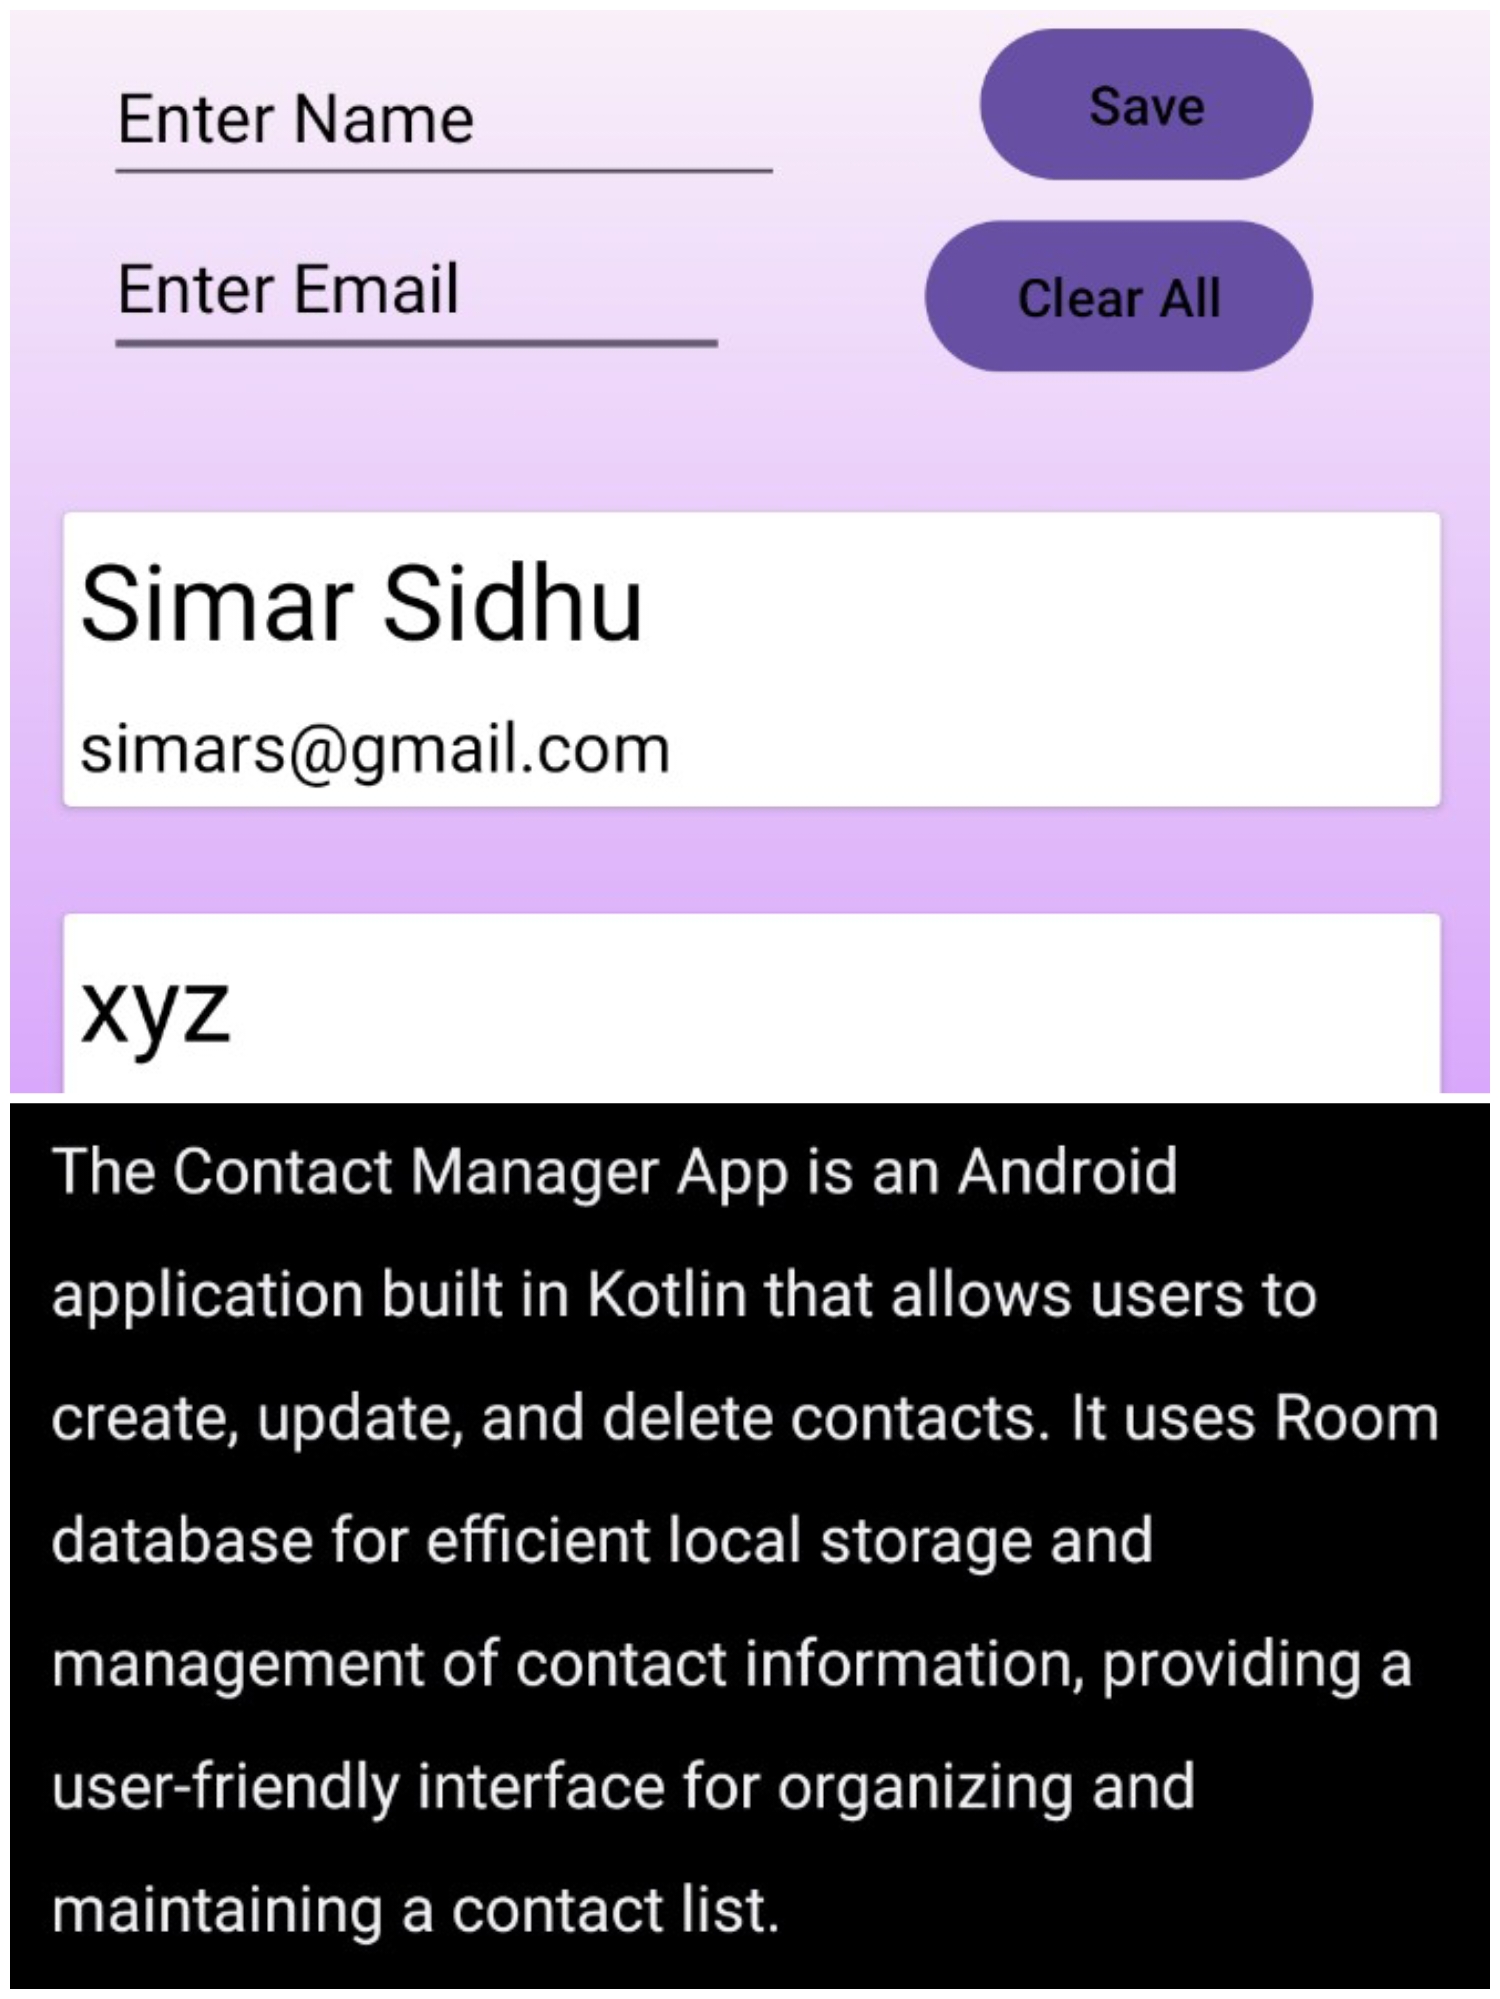 Enter Name
Save
Enter Email
Clear All
Simar Sidhu
simars@gmail.com
xyz
The Contact Manager App is an Android
application built in Kotlin that allows users to
create, update, and delete contacts. It uses Room
database for efficient local storage and
management of contact information, providing a
user-friendly interface for organizing and
maintaining a contact list.